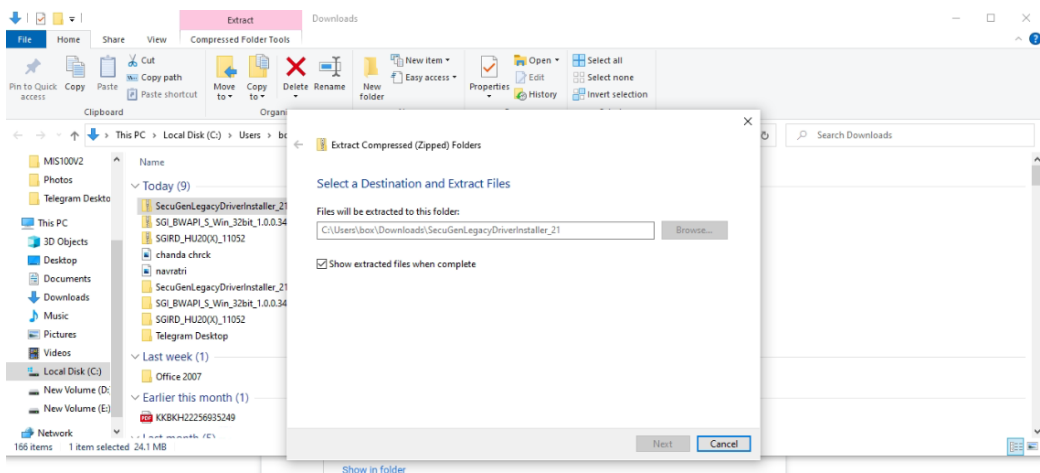 Extract
Downloads
File
Home
Share
View
Compressed Folder Tools
Pin to Quick access
Copy
Paste
Cut
Copy path
Paste shortcut
Move to
Copy to
Delete
Rename
New folder
New item
Easy access
Properties
Open
Edit
History
Select all
Select none
Invert selection
Clipboard
Organi
This PC > Local Disk (C:) > Users > bo
Search Downloads
MIS100V2
Photos
Telegram Deskto
This PC
3D Objects
Desktop
Documents
Downloads
Music
Pictures
Videos
Local Disk (C:)
New Volume (D:
New Volume (E:)
Network
Name
Today (9)
SecuGenLegacyDriverInstaller_21
SGI_BWAPI_S_Win_32bit_1.0.0.34
SGIRD_HU20(X)_11052
chanda chrck
navratri
SecuGenLegacyDriverInstaller_21
SGI_BWAPI_S_Win_32bit_1.0.0.34
SGIRD_HU20(X)_11052
Telegram Desktop
Last week (1)
Office 2007
Earlier this month (1)
PDF KKBKH22256935249
Last month (5)
166 items 1 item selected 24.1 MB
Extract Compressed (Zipped) Folders
Select a Destination and Extract Files
Files will be extracted to this folder:
C:\Users\box\Downloads\SecuGenLegacyDriverInstaller_21
Browse...
Show extracted files when complete
Next
Cancel
Show in folder